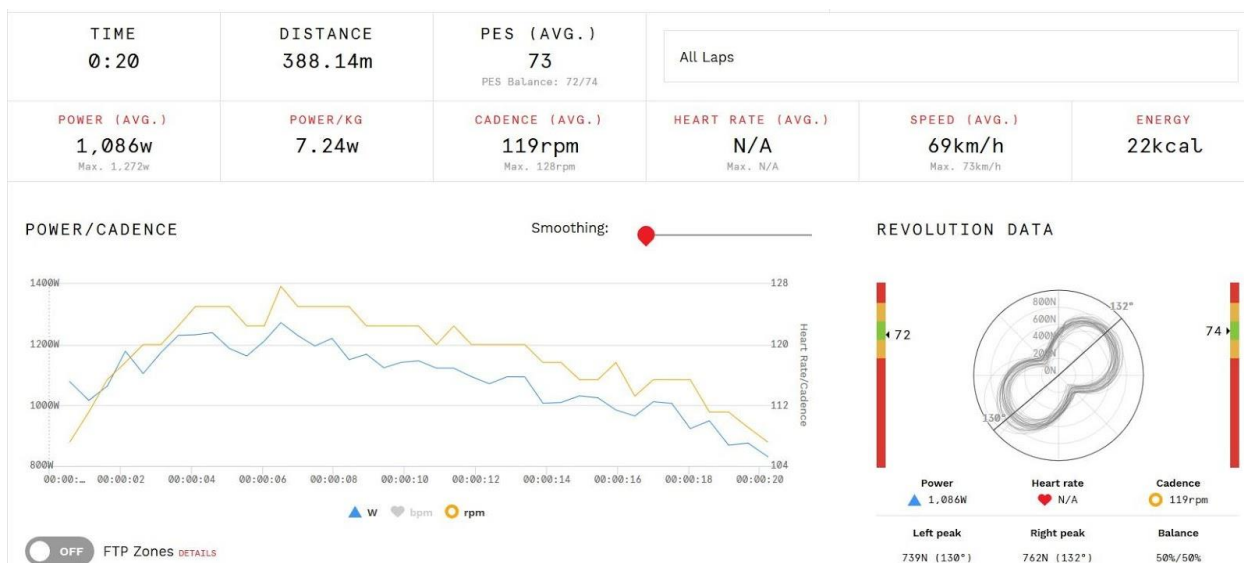 TIME
0:20
DISTANCE
388.14m
PES (AVG.)
73
PES Balance: 72/74
All Laps
POWER (AVG.)
1,086w
Max. 1,272w
POWER/KG
7.24w
CADENCE (AVG.)
119rpm
Max. 128rpm
HEART RATE (AVG.)
N/A
Max. N/A
SPEED (AVG.)
69km/h
Max. 73km/h
ENERGY
22kcal
POWER/CADENCE
Smoothing:
1400W
1200W
1000W
800W
128
120
112
104
Heart Rate/Cadence
00:00:… 00:00:02 00:00:04 00:00:06 00:00:08 00:00:10 00:00:12 00:00:14 00:00:16 00:00:18 00:00:20
W bpm rpm
OFF FTP Zones DETAILS
REVOLUTION DATA
72
800N
600N
400N
200N
0N
132°
130°
74
Power
1,086W
Heart rate
N/A
Cadence
119rpm
Left peak
739N (130°)
Right peak
762N (132°)
Balance
50%/50%